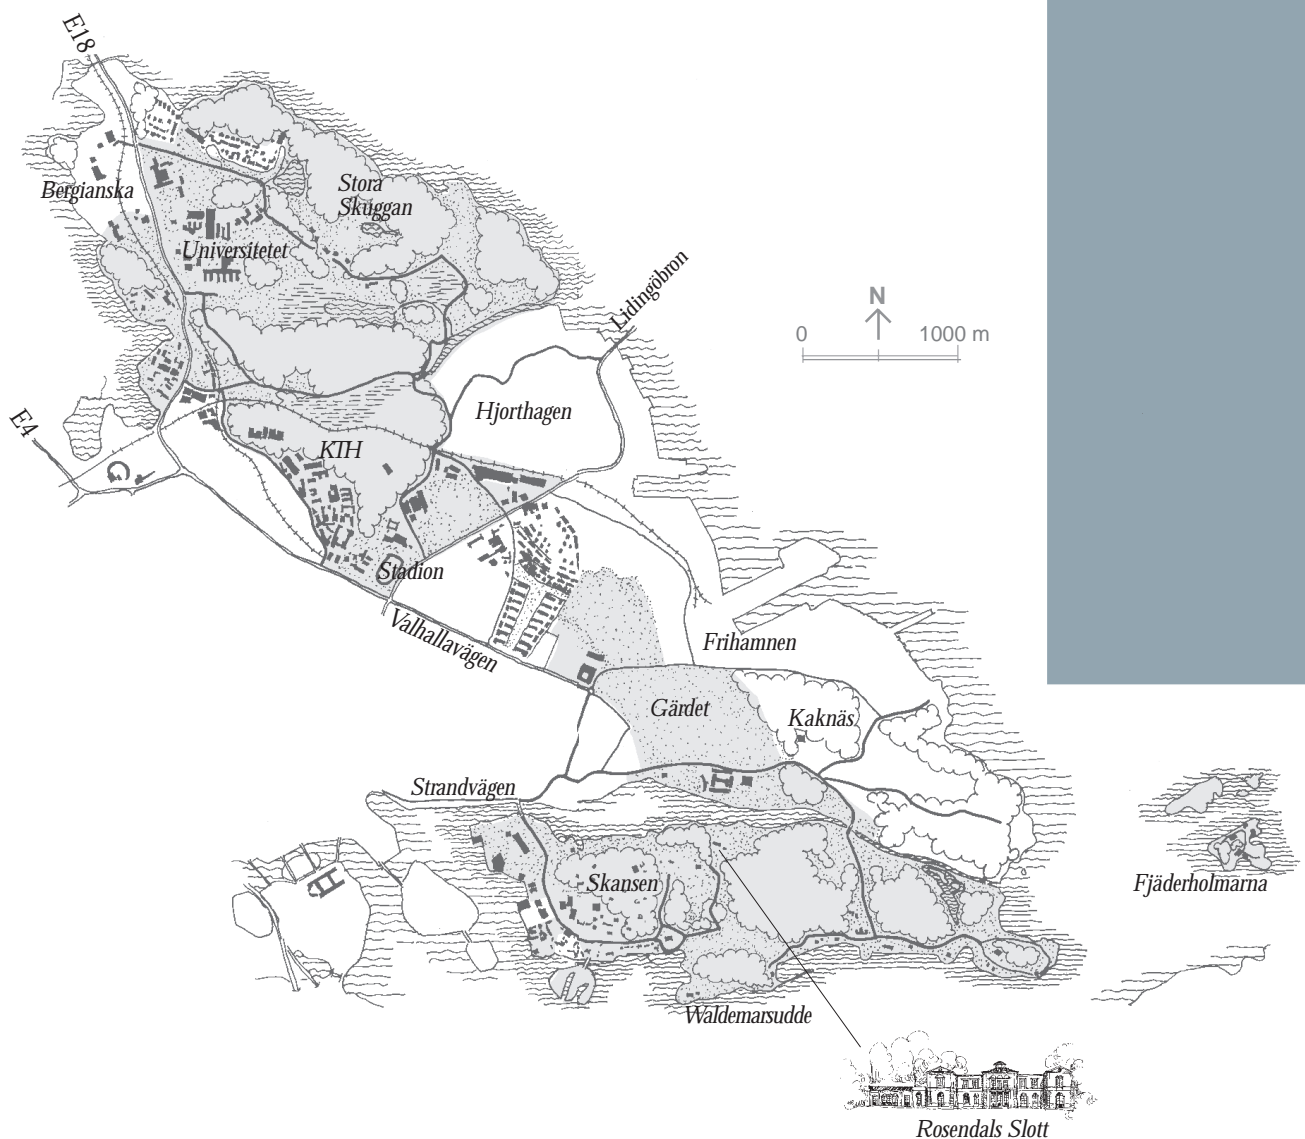 E18
Bergianska
Stora
Skuggan
Universitetet
Lidingöbron
N
0 1000 m
E4
Hjorthagen
KTH
Stadion
Valhallavägen
Frihamnen
Gärdet
Kaknäs
Strandvägen
Skansen
Fjäderholmarna
Waldemarsudde
Rosendals Slott